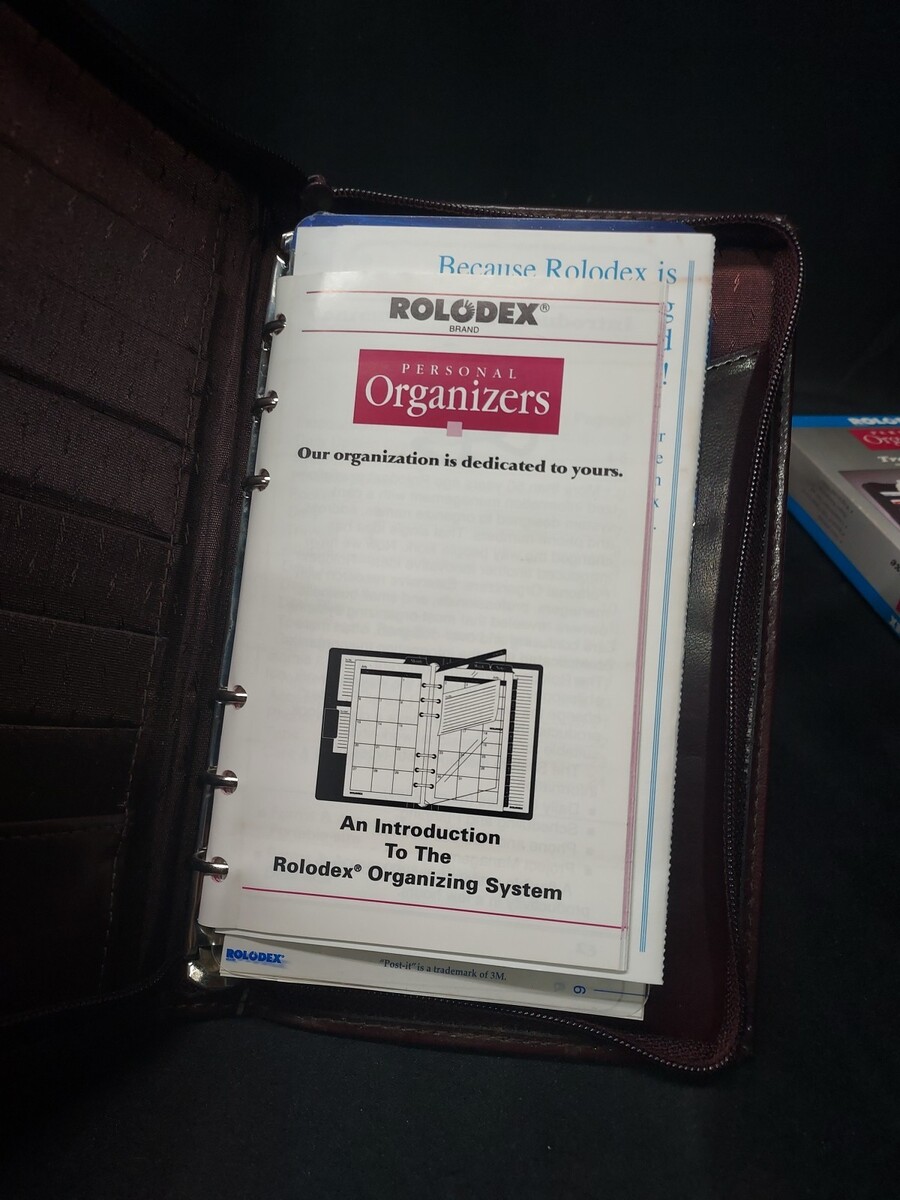 Because Rolodex is
g
d
!
r
e
n
k
.
ROLODEX®
BRAND
PERSONAL
Organizers
Our organization is dedicated to yours.
An Introduction
To The
Rolodex® Organizing System
ROLODEX®
"Post-it" is a trademark of 3M.
9